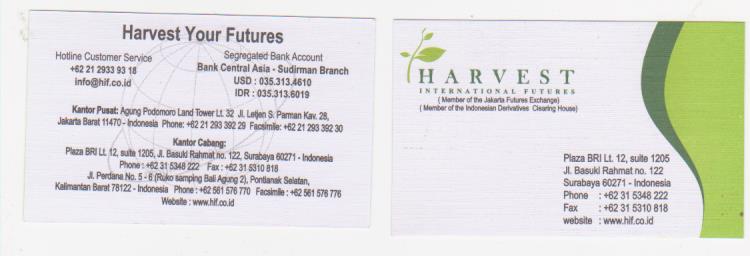 Harvest Your Futures
Hotline Customer Service
+62 21 2933 93 18
info@hif.co.id
Segregated Bank Account
Bank Central Asia - Sudirman Branch
USD : 035.313.4610
IDR : 035.313.6019
Kantor Pusat: Agung Podomoro Land Tower Lt. 32 Jl. Letjen S. Parman Kav. 28,
Jakarta Barat 11470 - Indonesia Phone: +62 21 293 392 29 Facsimile: +62 21 293 392 30
Kantor Cabang:
Plaza BRI Lt. 12, suite 1205, Jl. Basuki Rahmat no. 122, Surabaya 60271 - Indonesia
Phone : +62 31 5348 222 Fax : +62 31 5310 818
Jl. Perdana No. 5 - 6 (Ruko samping Bali Agung 2), Pontianak Selatan,
Kalimantan Barat 78122 - Indonesia Phone : +62 561 576 770 Facsimile : +62 561 576 776
Website : www.hif.co.id
HARVEST
INTERNATIONAL FUTURES
( Member of the Jakarta Futures Exchange)
( Member of the Indonesian Derivatives Clearing House)
Plaza BRI Lt. 12, suite 1205
Jl. Basuki Rahmat no. 122
Surabaya 60271 - Indonesia
Phone : +62 31 5348 222
Fax : +62 31 5310 818
website : www.hif.co.id